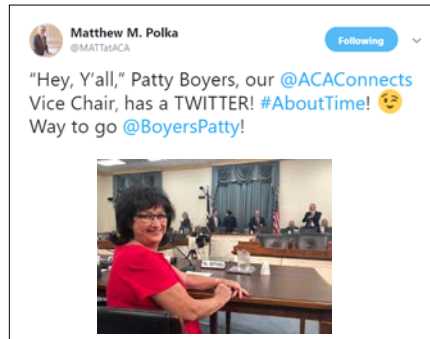 Matthew M. Polka
@MATTatACA
Following
“Hey, Y’all,” Patty Boyers, our @ACAConnects
Vice Chair, has a TWITTER! #AboutTime! 😉
Way to go @BoyersPatty!